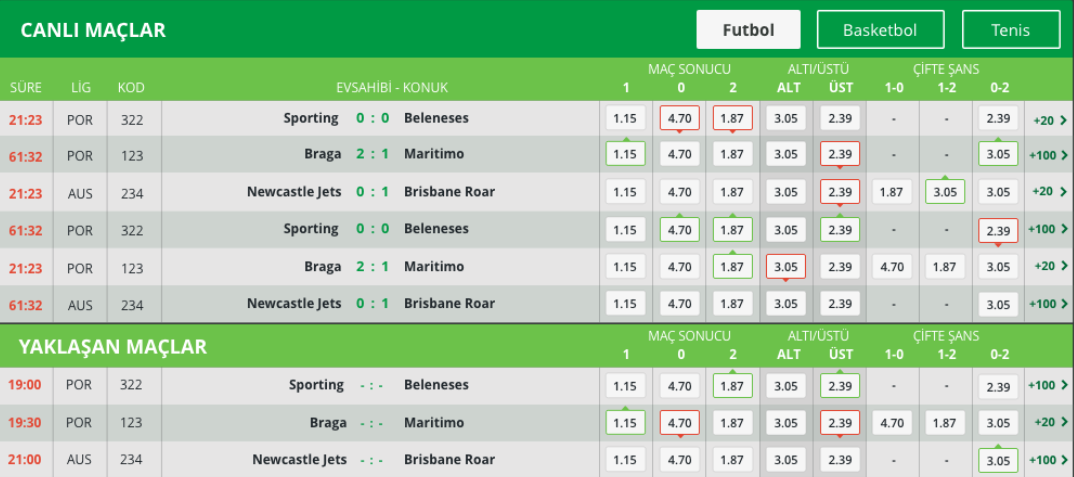 CANLI MAÇLAR Futbol Basketbol Tenis
MAÇ SONUCU ALTI/ÜSTÜ ÇİFTE ŞANS
SÜRE LİG KOD EVSAHİBİ - KONUK 1 0 2 ALT ÜST 1-0 1-2 0-2
21:23 POR 322 Sporting 0 : 0 Beleneses 1.15 4.70 1.87 3.05 2.39 - - 2.39 +20 >
61:32 POR 123 Braga 2 : 1 Maritimo 1.15 4.70 1.87 3.05 2.39 - - 3.05 +100 >
21:23 AUS 234 Newcastle Jets 0 : 1 Brisbane Roar 1.15 4.70 1.87 3.05 2.39 1.87 3.05 3.05 +20 >
61:32 POR 322 Sporting 0 : 0 Beleneses 1.15 4.70 1.87 3.05 2.39 - - 2.39 +100 >
21:23 POR 123 Braga 2 : 1 Maritimo 1.15 4.70 1.87 3.05 2.39 4.70 1.87 3.05 +20 >
61:32 AUS 234 Newcastle Jets 0 : 1 Brisbane Roar 1.15 4.70 1.87 3.05 2.39 - - 3.05 +100 >
MAÇ SONUCU ALTI/ÜSTÜ ÇİFTE ŞANS
YAKLAŞAN MAÇLAR 1 0 2 ALT ÜST 1-0 1-2 0-2
19:00 POR 322 Sporting - : - Beleneses 1.15 4.70 1.87 3.05 2.39 - - 2.39 +100 >
19:30 POR 123 Braga - : - Maritimo 1.15 4.70 1.87 3.05 2.39 4.70 1.87 3.05 +20 >
21:00 AUS 234 Newcastle Jets - : - Brisbane Roar 1.15 4.70 1.87 3.05 2.39 - - 3.05 +100 >